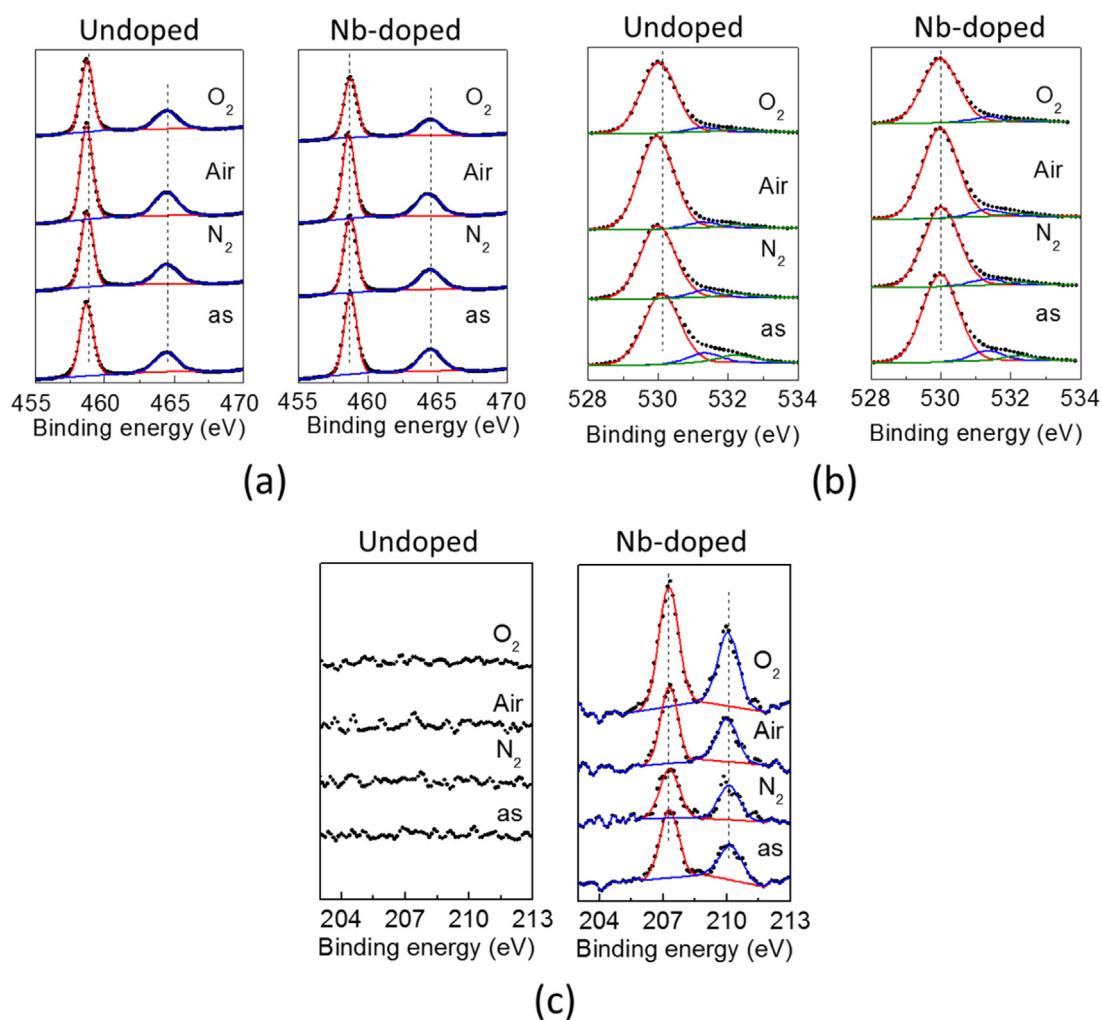 Undoped
Nb-doped
Undoped
Nb-doped
O₂
Air
N₂
as
O₂
Air
N₂
as
O₂
Air
N₂
as
O₂
Air
N₂
as
455 460 465 470
455 460 465 470
528 530 532 534
528 530 532 534
Binding energy (eV)
Binding energy (eV)
Binding energy (eV)
Binding energy (eV)
(a)
(b)
Undoped
Nb-doped
O₂
Air
N₂
as
O₂
Air
N₂
as
204 207 210 213
204 207 210 213
Binding energy (eV)
Binding energy (eV)
(c)